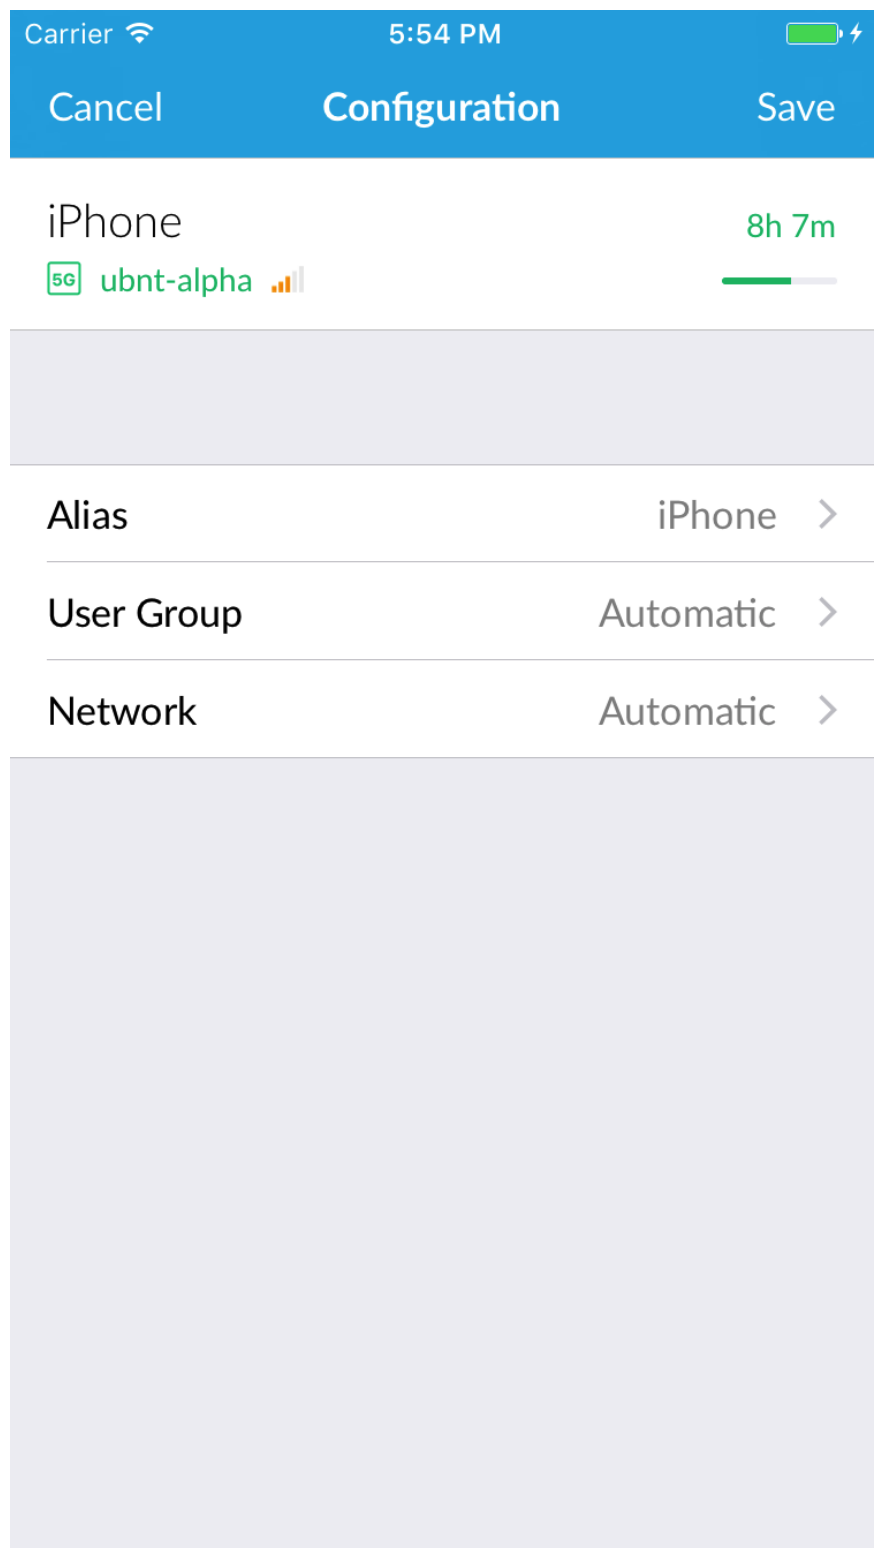 Carrier 5:54 PM
Cancel Configuration Save
iPhone 8h 7m
5G ubnt-alpha
Alias iPhone
User Group Automatic
Network Automatic